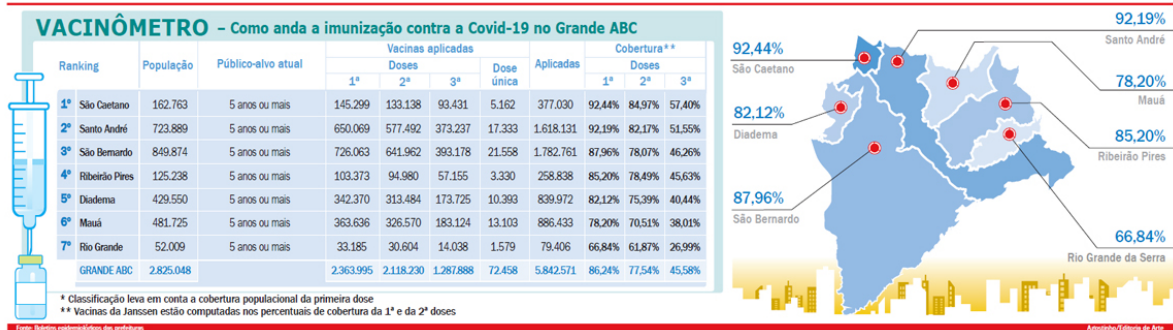 VACINÔMETRO – Como anda a imunização contra a Covid-19 no Grande ABC
Ranking População Público-alvo atual Vacinas aplicadas Aplicadas Cobertura**
Doses Dose única Doses
1ª 2ª 3ª 1ª 2ª 3ª
1º São Caetano 162.763 5 anos ou mais 145.299 133.138 93.431 5.162 377.030 92,44% 84,97% 57,40%
2º Santo André 723.889 5 anos ou mais 650.069 577.492 373.237 17.333 1.618.131 92,19% 82,17% 51,55%
3º São Bernardo 849.874 5 anos ou mais 726.063 641.962 393.178 21.558 1.782.761 87,96% 78,07% 46,26%
4º Ribeirão Pires 125.238 5 anos ou mais 103.373 94.980 57.155 3.330 258.838 85,20% 78,49% 45,63%
5º Diadema 429.550 5 anos ou mais 342.370 313.484 173.725 10.393 839.972 82,12% 75,39% 40,44%
6º Mauá 481.725 5 anos ou mais 363.636 326.570 183.124 13.103 886.433 78,20% 70,51% 38,01%
7º Rio Grande 52.009 5 anos ou mais 33.185 30.604 14.038 1.579 79.406 66,84% 61,87% 26,99%
GRANDE ABC 2.825.048 2.363.995 2.118.230 1.287.888 72.458 5.842.571 86,24% 77,54% 45,58%
* Classificação leva em conta a cobertura populacional da primeira dose
** Vacinas da Janssen estão computadas nos percentuais de cobertura da 1ª e da 2ª doses
Fonte: Boletins epidemiológicos das prefeituras
92,44%
São Caetano
82,12%
Diadema
87,96%
São Bernardo
92,19%
Santo André
78,20%
Mauá
85,20%
Ribeirão Pires
66,84%
Rio Grande da Serra
Agostinho/Editoria de Arte